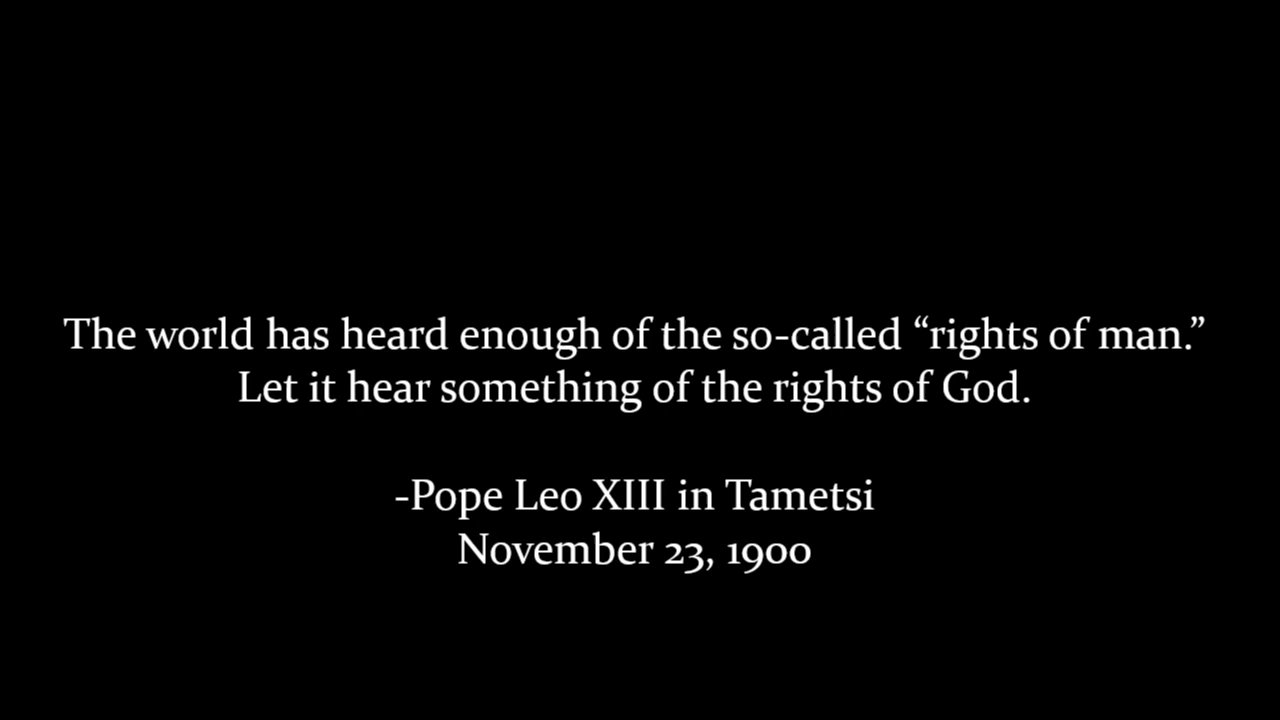 The world has heard enough of the so-called “rights of man.”
Let it hear something of the rights of God.
-Pope Leo XIII in Tametsi
November 23, 1900